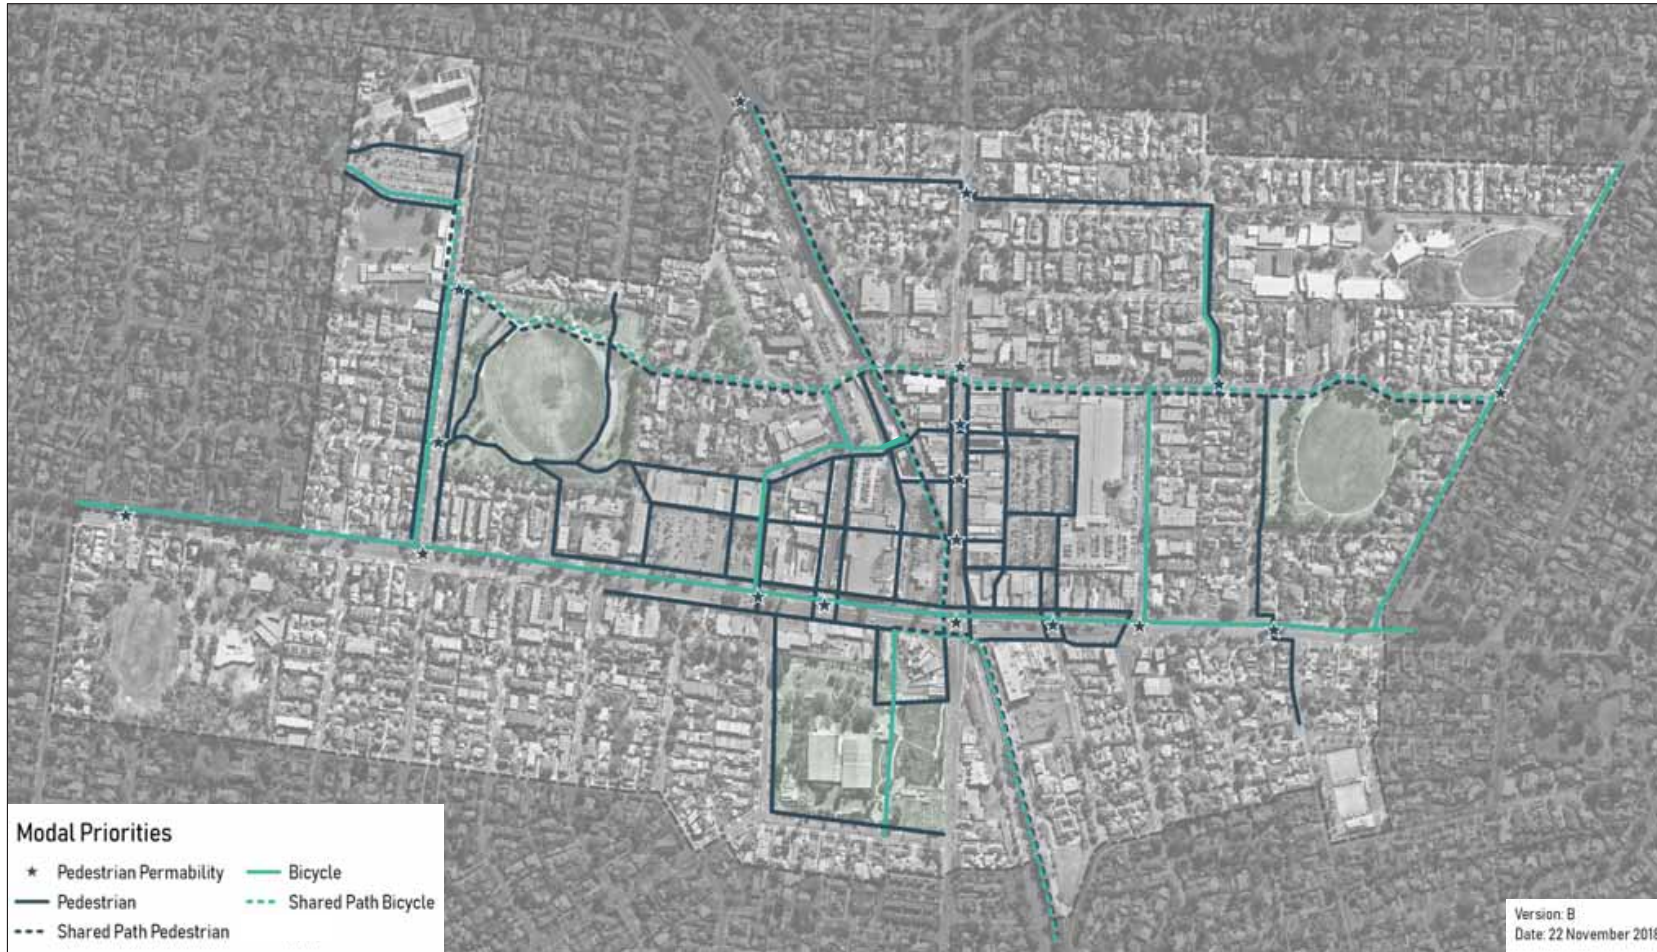 Modal Priorities
Pedestrian Permability
Bicycle
Pedestrian
Shared Path Bicycle
Shared Path Pedestrian
Version: B
Date: 22 November 2018